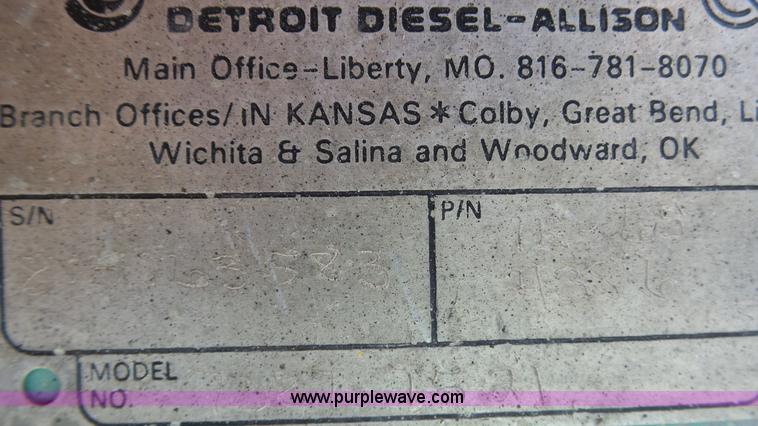 DETROIT DIESEL-ALLISON
Main Office-Liberty, MO. 816-781-8070
Branch Offices/IN KANSAS * Colby, Great Bend, Li
Wichita & Salina and Woodward, OK
S/N
P/N
MODEL
NO.
www.purplewave.com